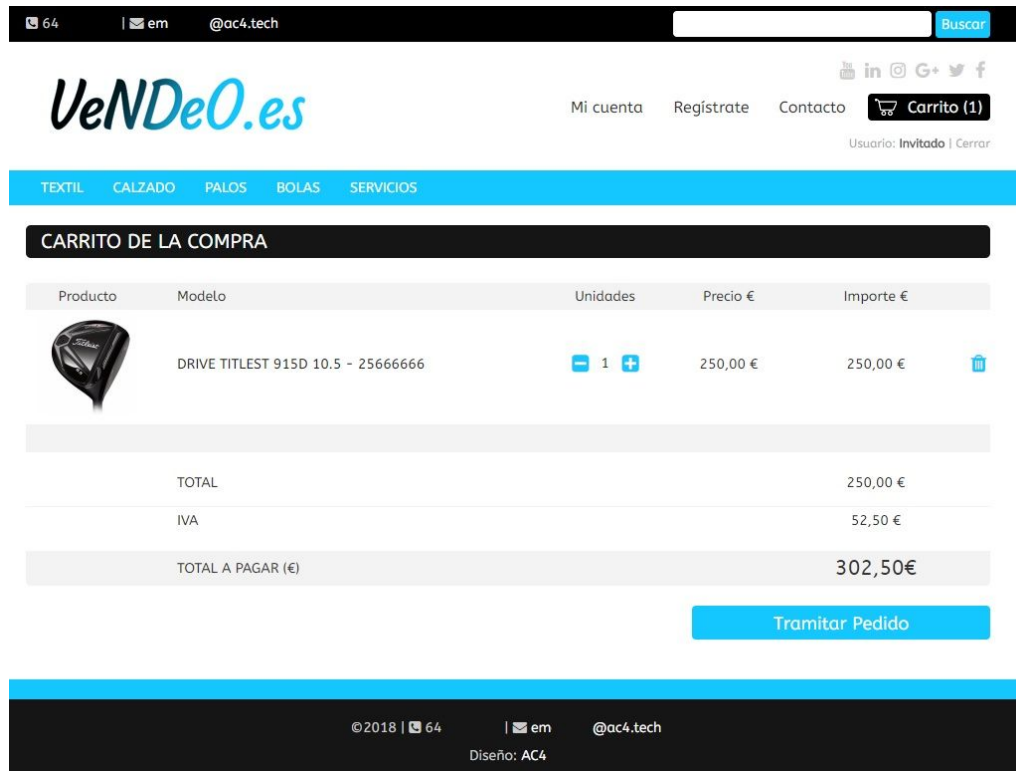 64 | em @ac4.tech Buscar
VeNDeO.es
Mi cuenta Regístrate Contacto Carrito (1)
Usuario: Invitado | Cerrar
TEXTIL CALZADO PALOS BOLAS SERVICIOS
CARRITO DE LA COMPRA
Producto Modelo Unidades Precio € Importe €
Titleist
DRIVE TITLEST 915D 10.5 - 25666666 1 250,00 € 250,00 €
TOTAL 250,00 €
IVA 52,50 €
TOTAL A PAGAR (€) 302,50€
Tramitar Pedido
©2018 | 64 | em @ac4.tech
Diseño: AC4